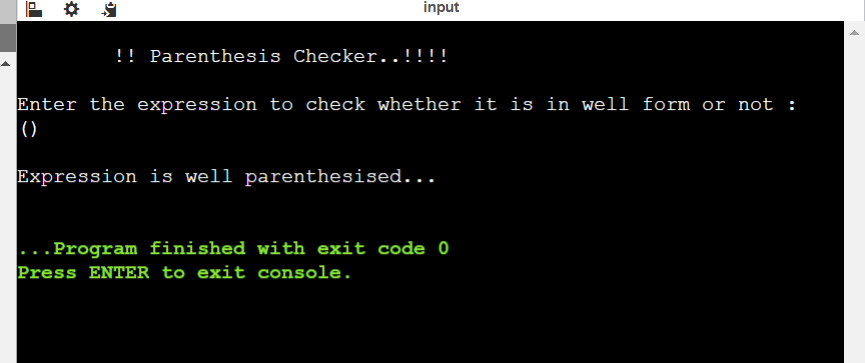 input
!! Parenthesis Checker..!!!!
Enter the expression to check whether it is in well form or not :
()
Expression is well parenthesised...
...Program finished with exit code 0
Press ENTER to exit console.